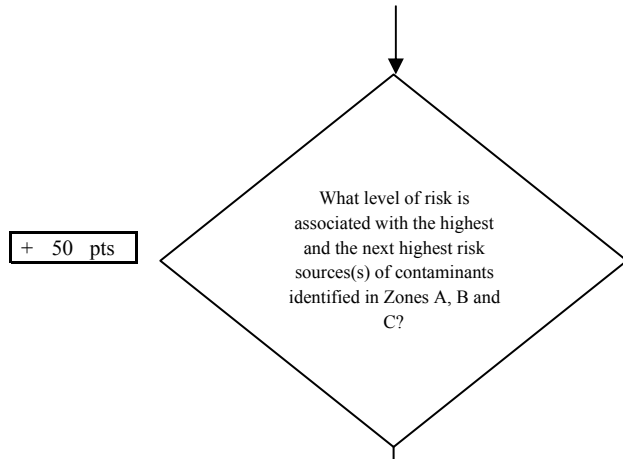 What level of risk is
associated with the highest
and the next highest risk
sources(s) of contaminants
identified in Zones A, B and
C?
+ 50 pts